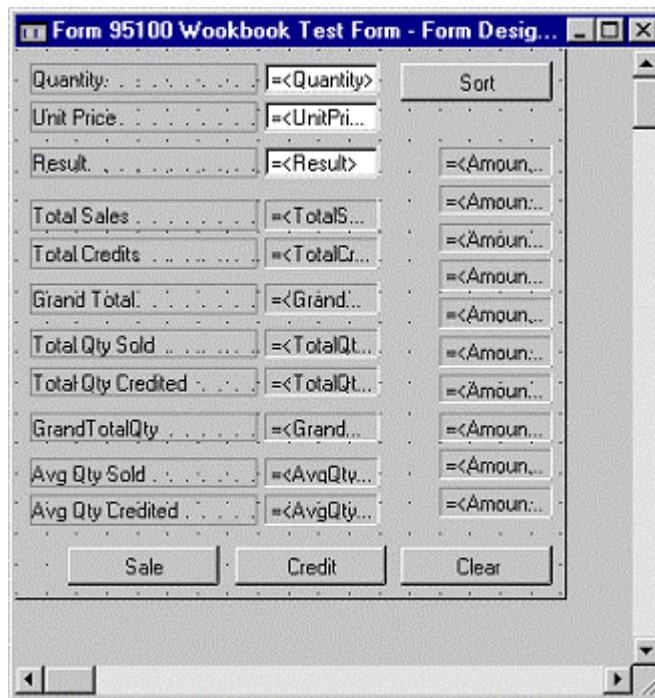 Form 95100 Wookbook Test Form - Form Desig...
Quantity. =<Quantity> Sort
Unit Price. =<UnitPri...
Result. =<Result> =<Amoun...
=<Amoun...
Total Sales =<TotalS... =<Amoun...
Total Credits =<TotalCr... =<Amoun...
Grand Total. =<Grand... =<Amoun...
Total Qty Sold =<TotalQt... =<Amoun...
Total Qty Credited =<TotalQt... =<Amoun...
GrandTotalQty =<Grand... =<Amoun...
Avg Qty Sold =<AvgQty... =<Amoun...
Avg Qty Credited =<AvgQty... =<Amoun...
Sale Credit Clear